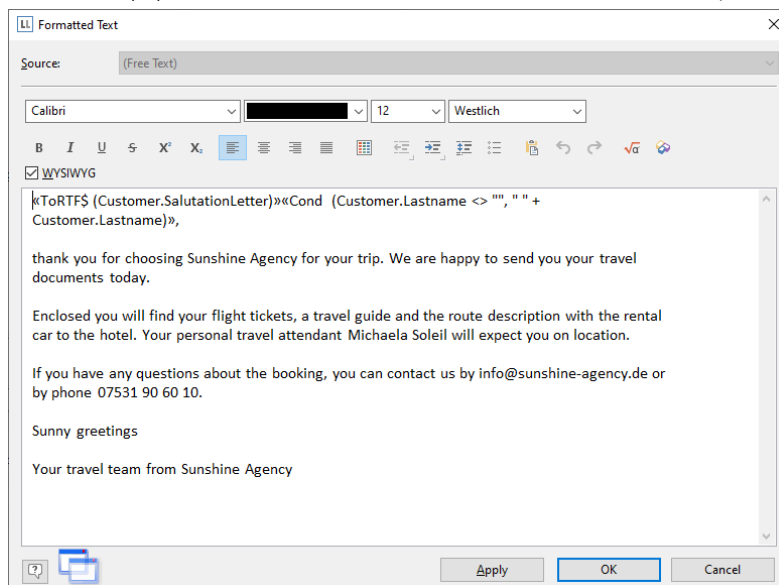 LL Formatted Text
Source: (Free Text)
Calibri 12 Westlich
B I U S X² X₂ √α
WYSIWYG
«ToRTF$ (Customer.SalutationLetter)»«Cond (Customer.Lastname <> "", " " +
Customer.Lastname)»,
thank you for choosing Sunshine Agency for your trip. We are happy to send you your travel
documents today.
Enclosed you will find your flight tickets, a travel guide and the route description with the rental
car to the hotel. Your personal travel attendant Michaela Soleil will expect you on location.
If you have any questions about the booking, you can contact us by info@sunshine-agency.de or
by phone 07531 90 60 10.
Sunny greetings
Your travel team from Sunshine Agency
? Apply OK Cancel